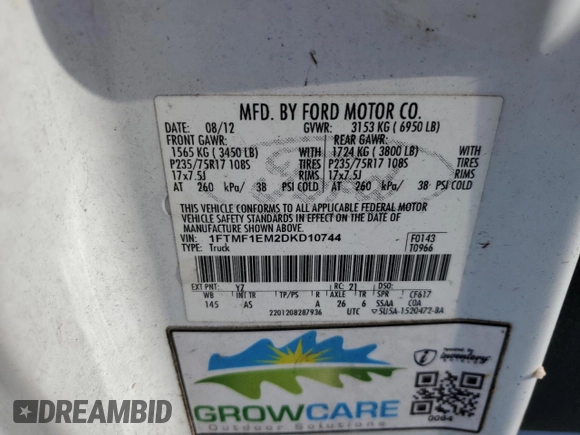 MFD. BY FORD MOTOR CO.
DATE: 08/12 GVWR: 3153 KG ( 6950 LB)
FRONT GAWR: REAR GAWR:
1565 KG ( 3450 LB) WITH 1724 KG ( 3800 LB) WITH
P235/75R17 108S TIRES P235/75R17 108S TIRES
17x7.5J RIMS 17x7.5J RIMS
AT 260 kPa/ 38 PSI COLD AT 260 kPa/ 38 PSI COLD
THIS VEHICLE CONFORMS TO ALL APPLICABLE FEDERAL MOTOR
VEHICLE SAFETY STANDARDS IN EFFECT ON THE DATE OF
MANUFACTURE SHOWN ABOVE.
VIN: 1FTMF1EM2DKD10744 F0143
TYPE: Truck T0966
EXT PNT: YZ RC: 21 DSO:
WB INT TR TP/PS R AXLE TR SPR CF617
145 AS A 26 6 SSAA COA
2201208287936 UTC 5U5A-1520472-BA
GROWCARE
Outdoor Solutions
0084
DREAMBID